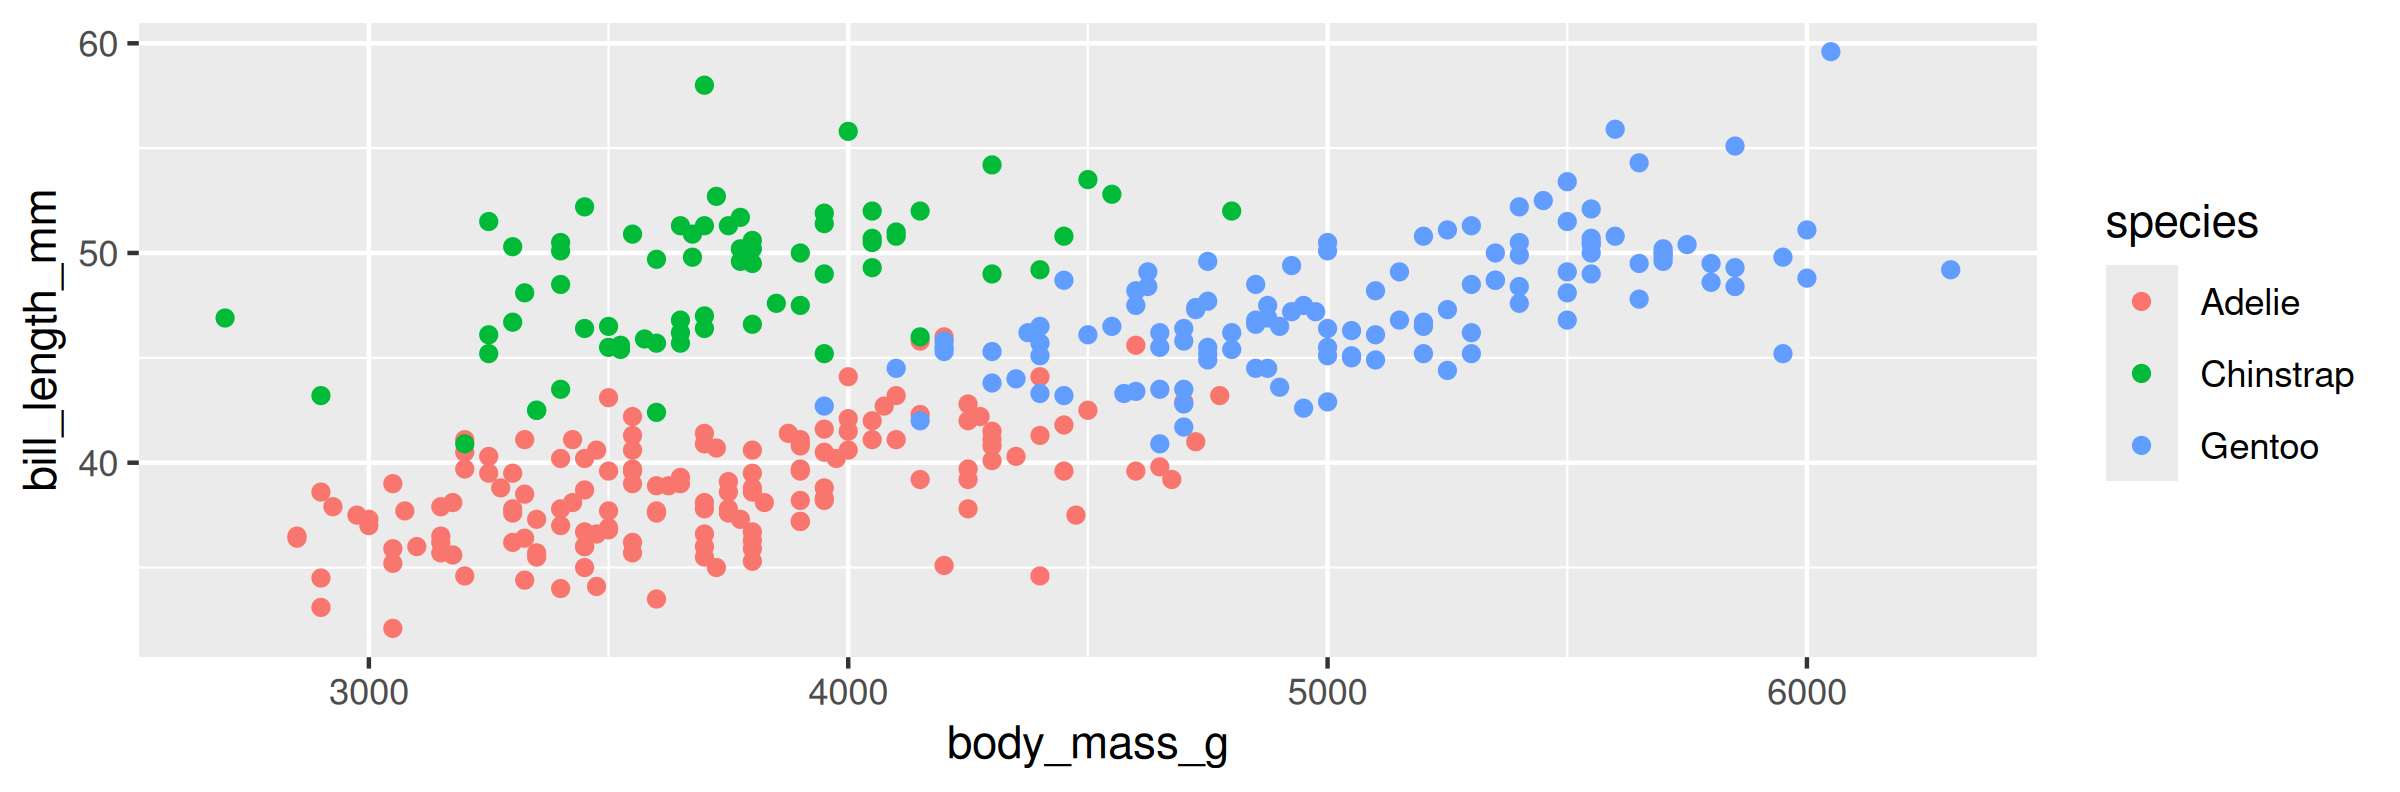 60
50
40
bill_length_mm
3000 4000 5000 6000
body_mass_g
species
Adelie
Chinstrap
Gentoo